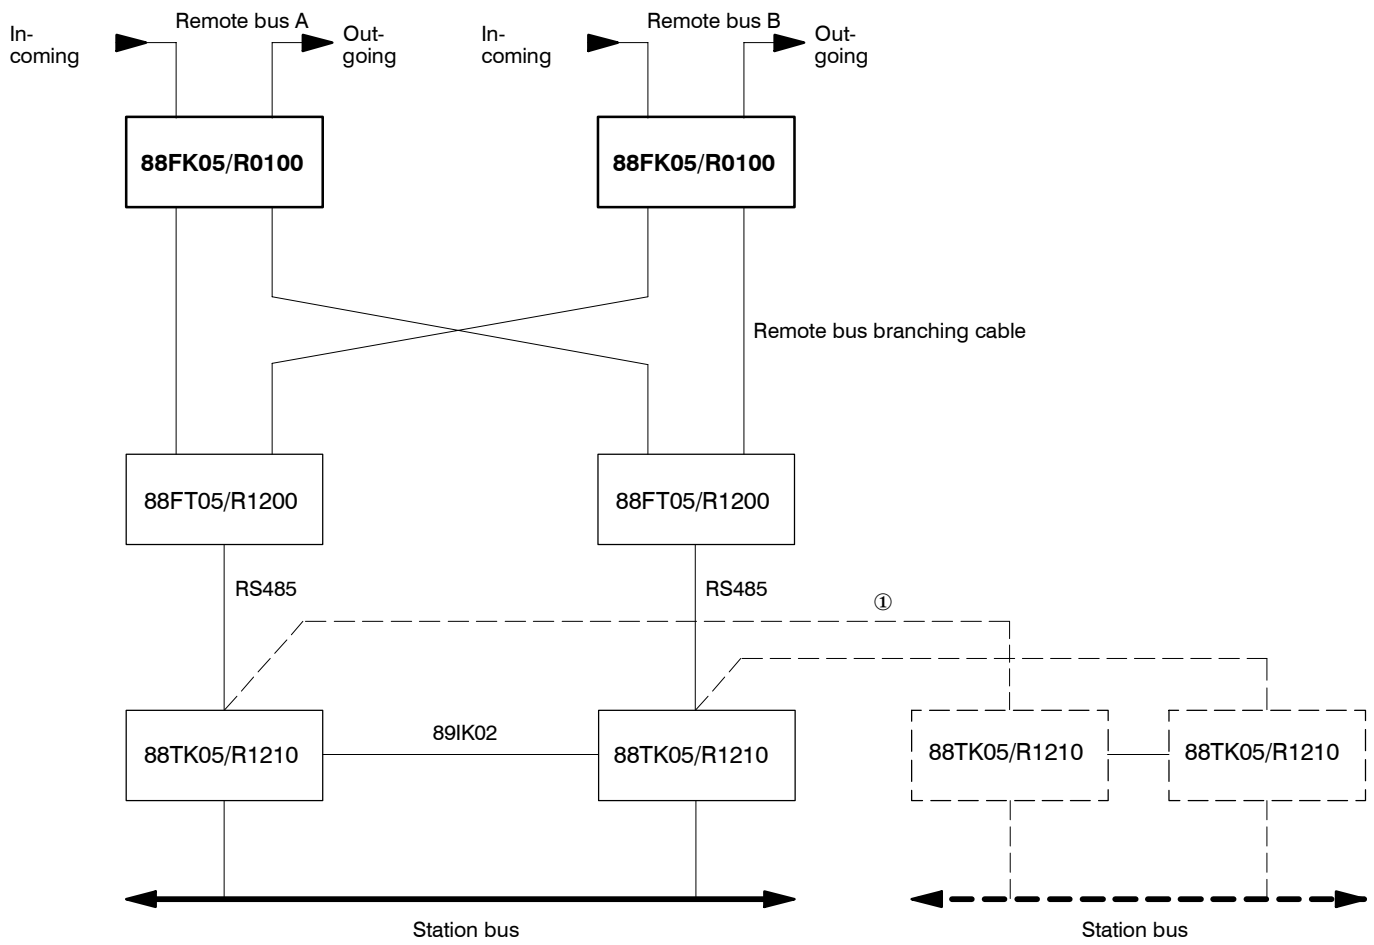 Remote bus A
In-
coming
Out-
going
Remote bus B
In-
coming
Out-
going
88FK05/R0100
88FK05/R0100
Remote bus branching cable
88FT05/R1200
88FT05/R1200
RS485
RS485
①
89IK02
88TK05/R1210
88TK05/R1210
88TK05/R1210
88TK05/R1210
Station bus
Station bus